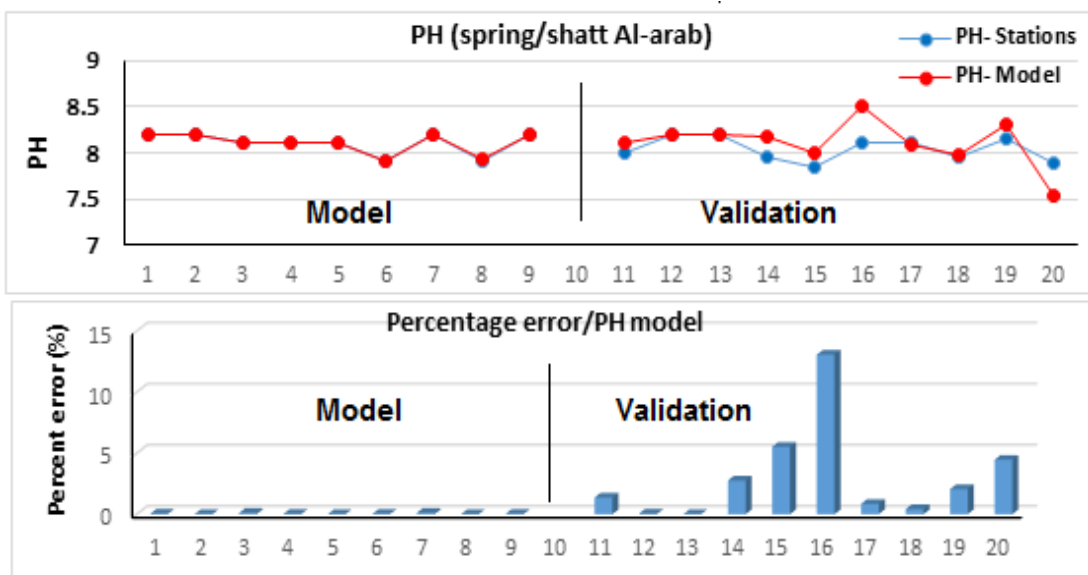 PH (spring/shatt Al-arab)
PH- Stations
PH- Model
9
8.5
8
7.5
7
PH
Model
Validation
1 2 3 4 5 6 7 8 9 10 11 12 13 14 15 16 17 18 19 20
Percentage error/PH model
15
10
5
0
Percent error (%)
Model
Validation
1 2 3 4 5 6 7 8 9 10 11 12 13 14 15 16 17 18 19 20